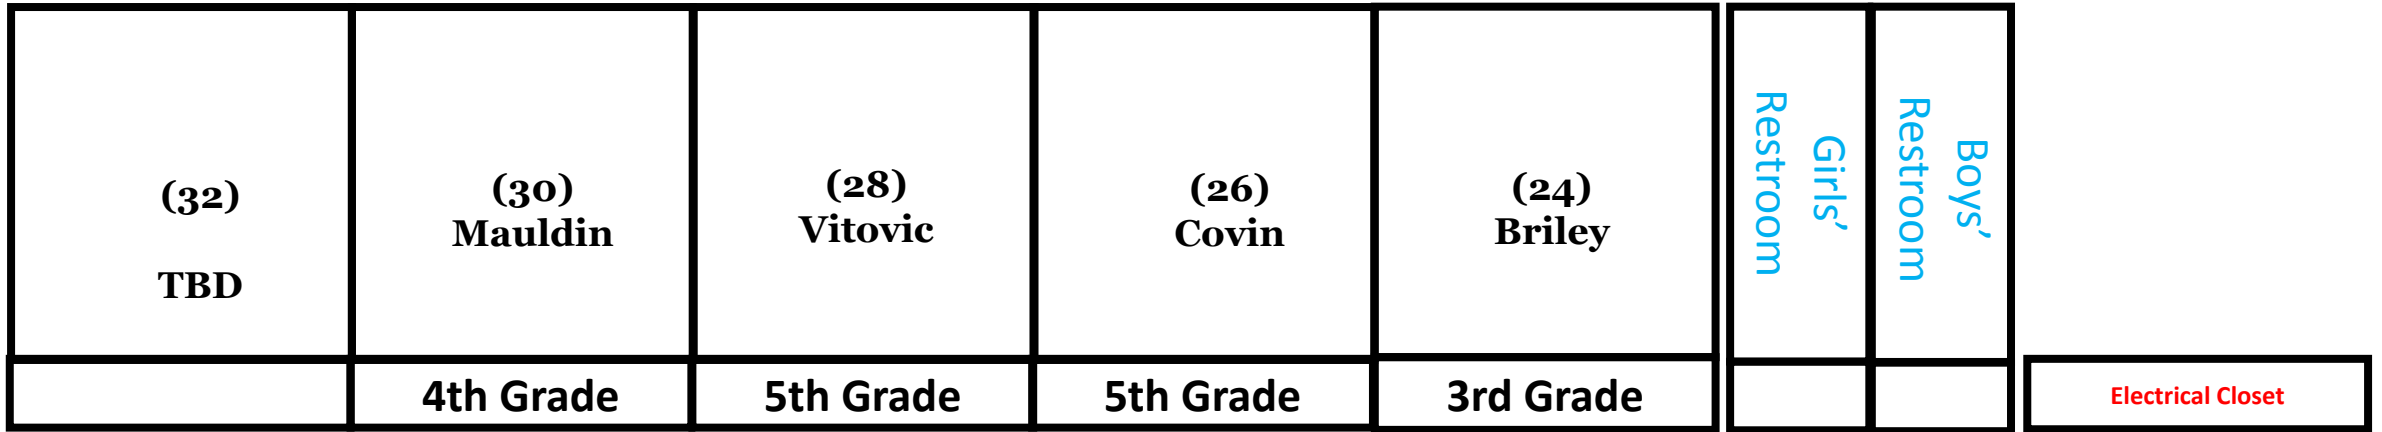 (32)
TBD
(30)
Mauldin
(28)
Vitovic
(26)
Covin
(24)
Briley
Girls’
Restroom
Boys’
Restroom
4th Grade
5th Grade
5th Grade
3rd Grade
Electrical Closet